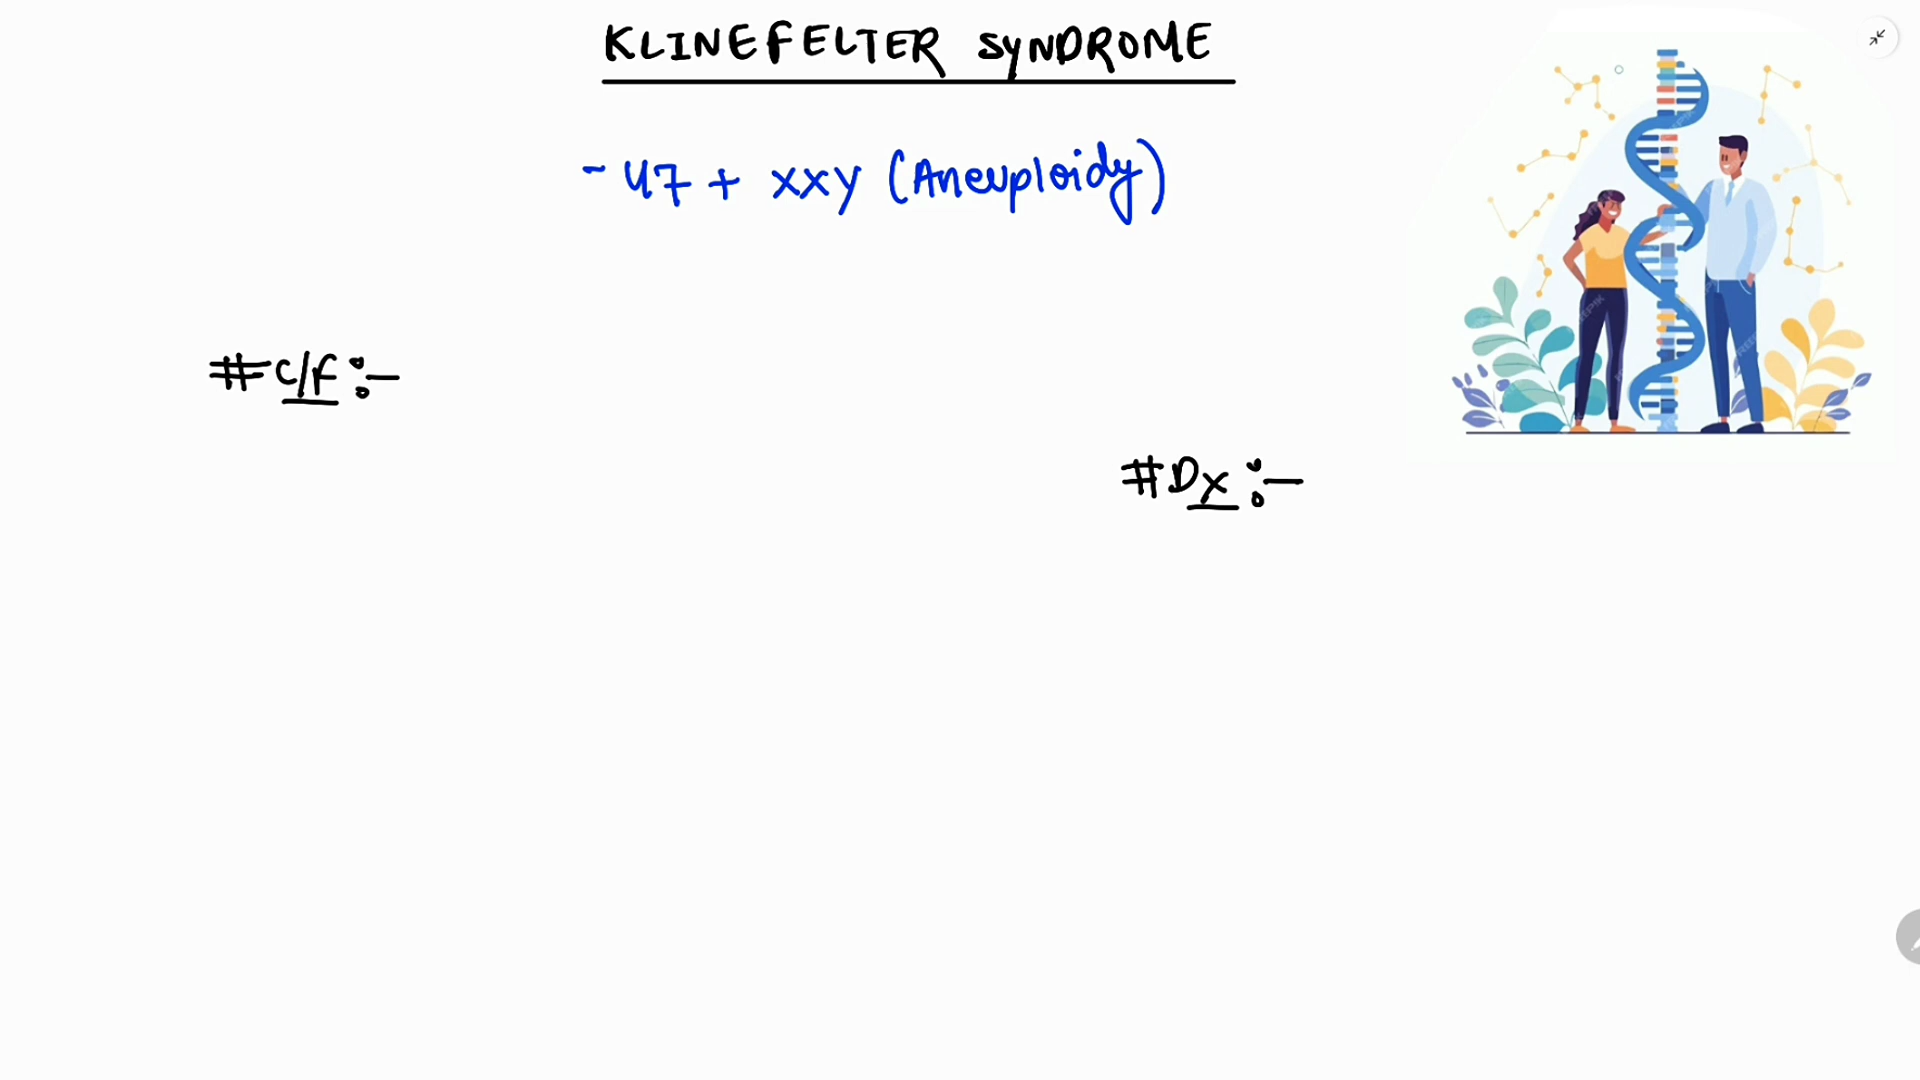 KLINEFELTER SYNDROME
- 47 + xxy (Aneuploidy)
# C/F :-
# Dx :-